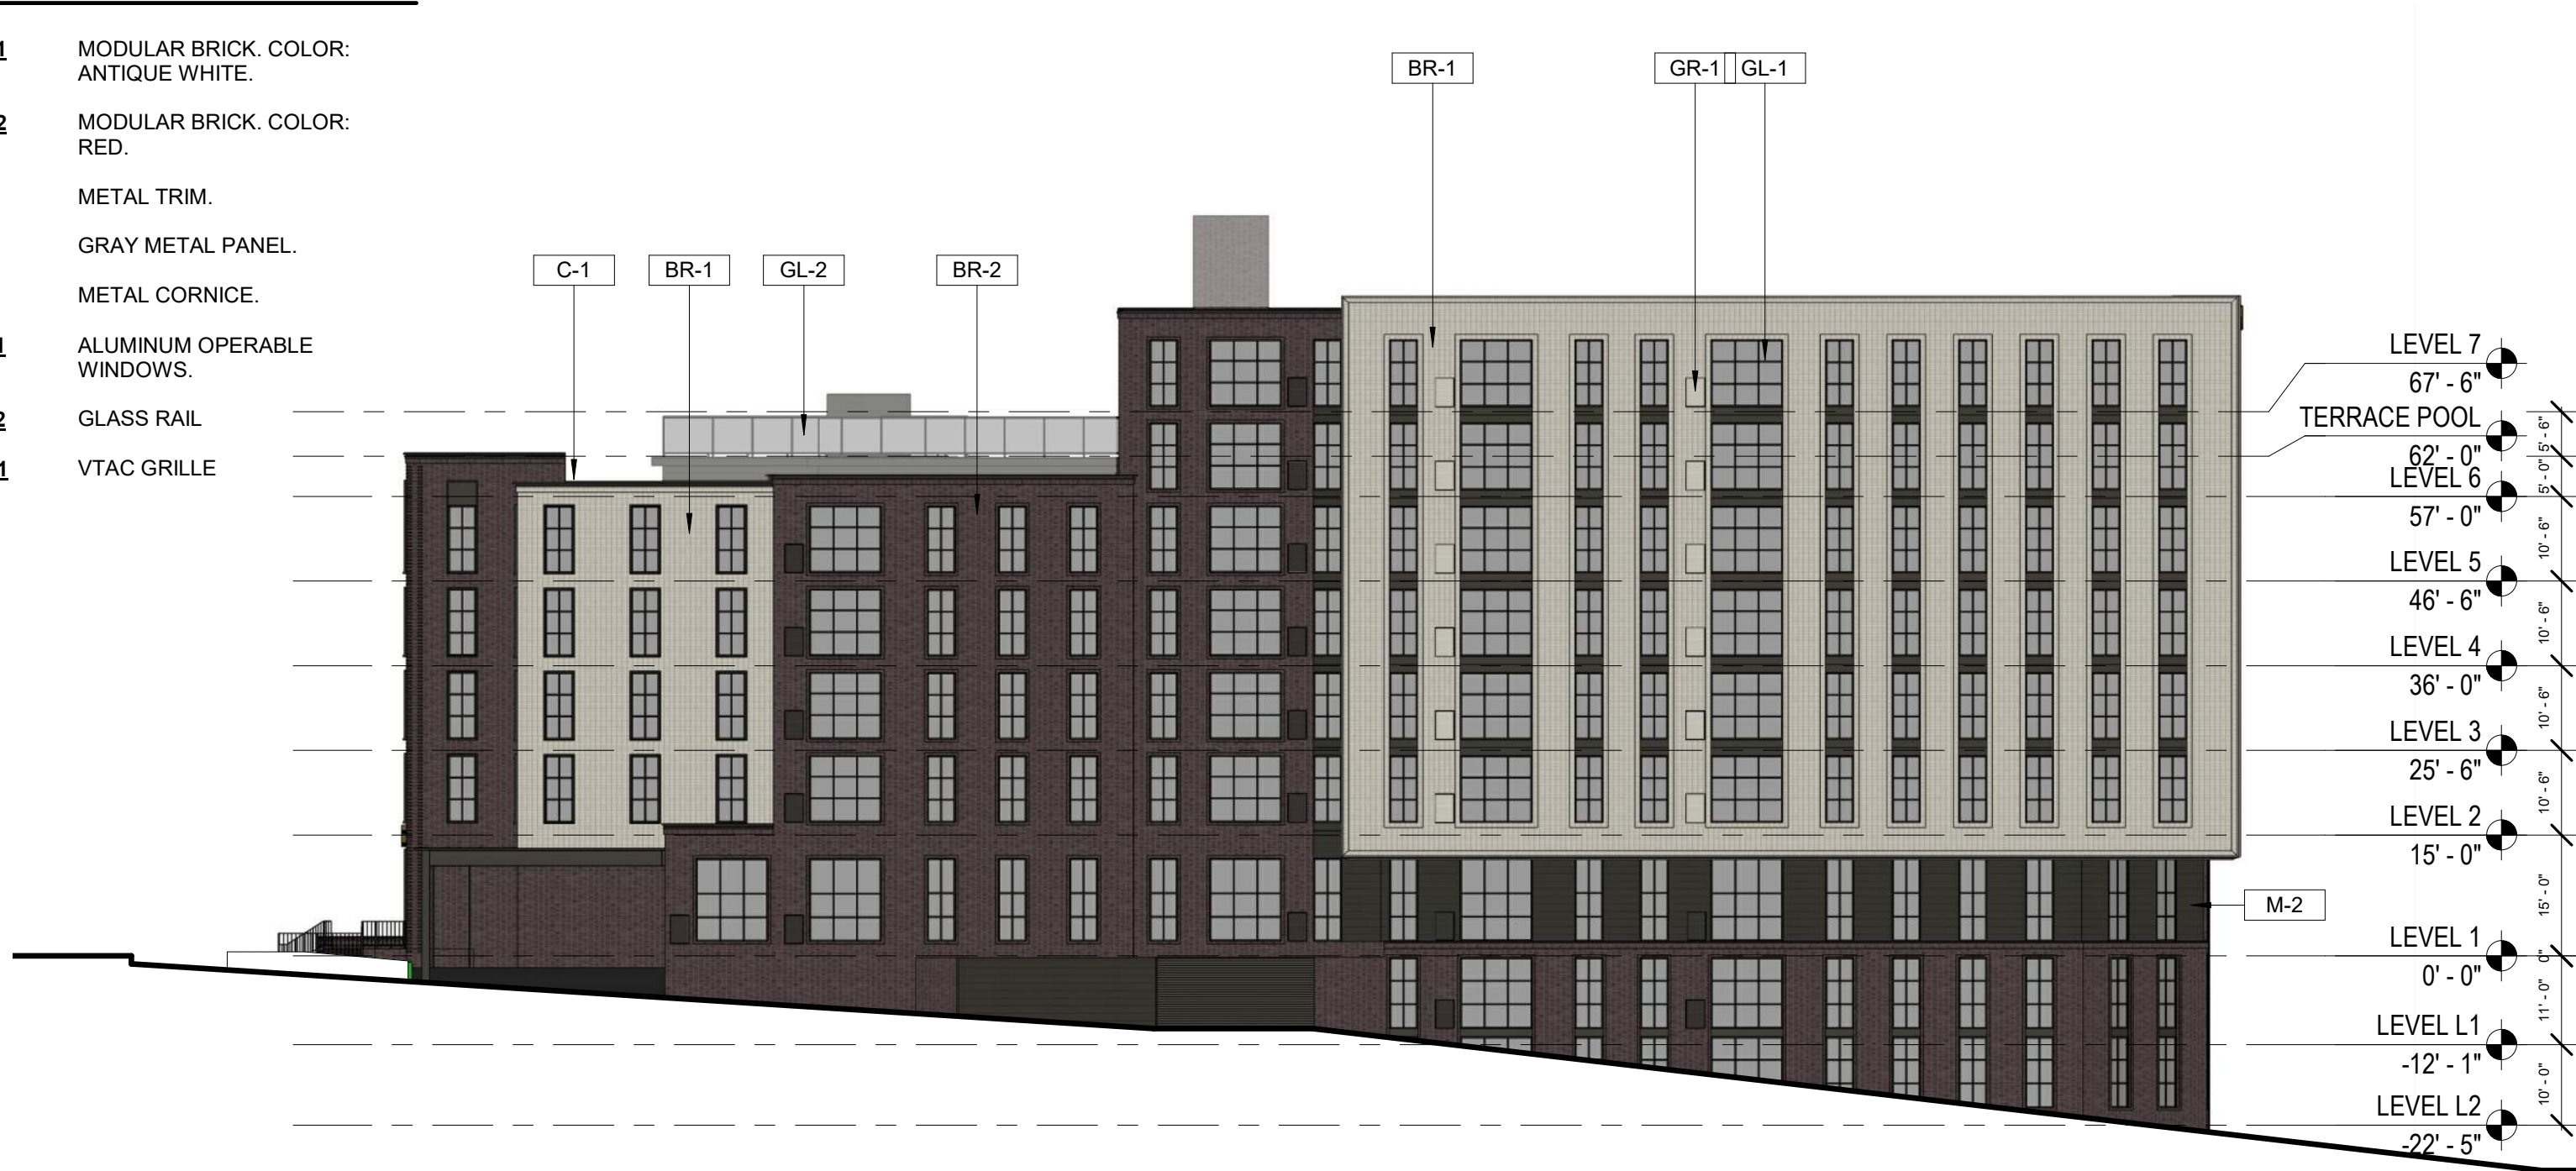 1 MODULAR BRICK. COLOR:
ANTIQUE WHITE.
2 MODULAR BRICK. COLOR:
RED.
METAL TRIM.
GRAY METAL PANEL.
METAL CORNICE.
1 ALUMINUM OPERABLE
WINDOWS.
2 GLASS RAIL
1 VTAC GRILLE
BR-1
GR-1
GL-1
C-1
BR-1
GL-2
BR-2
M-2
LEVEL 7
67' - 6"
TERRACE POOL
62' - 0"
LEVEL 6
57' - 0"
LEVEL 5
46' - 6"
LEVEL 4
36' - 0"
LEVEL 3
25' - 6"
LEVEL 2
15' - 0"
LEVEL 1
0' - 0"
LEVEL L1
-12' - 1"
LEVEL L2
-22' - 5"
5' - 6"
5' - 0"
10' - 6"
10' - 6"
10' - 6"
10' - 6"
15' - 0"
0"
11' - 0"
10' - 0"